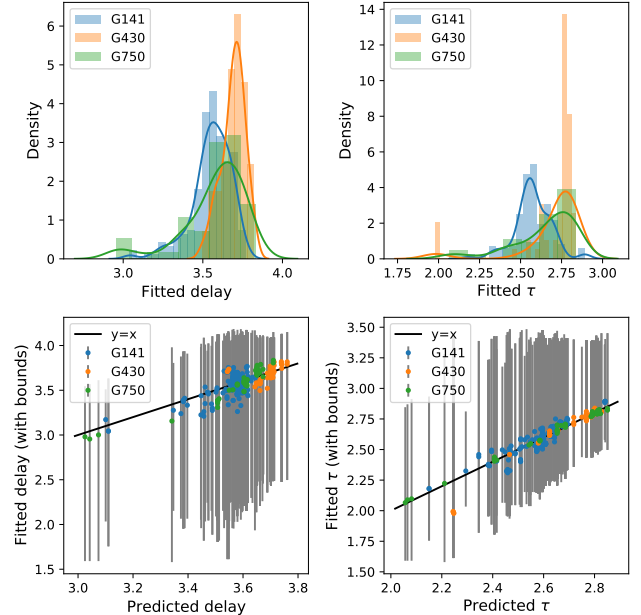 G141
G430
G750
Density
6
5
4
3
2
1
0
3.0 3.5 4.0
Fitted delay
G141
G430
G750
Density
14
12
10
8
6
4
2
0
1.75 2.00 2.25 2.50 2.75 3.00
Fitted τ
y=x
G141
G430
G750
Fitted delay (with bounds)
4.0
3.5
3.0
2.5
2.0
1.5
3.0 3.2 3.4 3.6 3.8
Predicted delay
y=x
G141
G430
G750
Fitted τ (with bounds)
3.50
3.25
3.00
2.75
2.50
2.25
2.00
1.75
1.50
2.0 2.2 2.4 2.6 2.8
Predicted τ